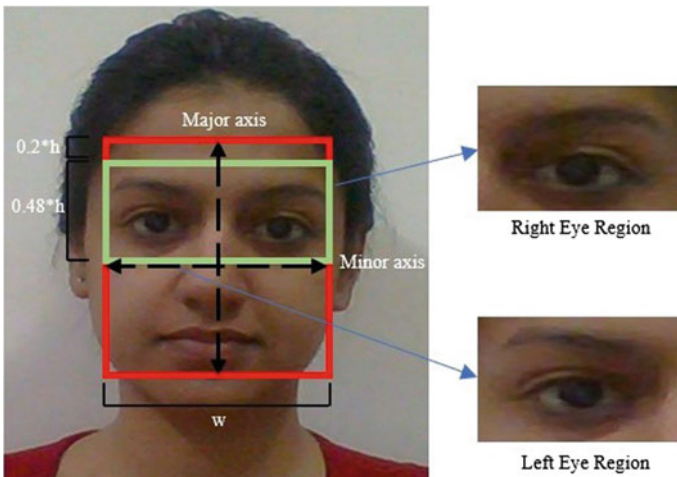 Major axis
0.2*h
0.48*h
Right Eye Region
Minor axis
w
Left Eye Region